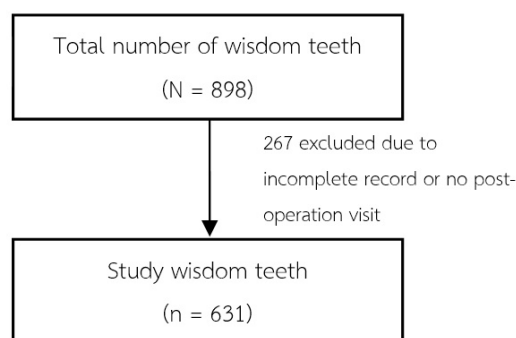 Total number of wisdom teeth
(N = 898)
267 excluded due to
incomplete record or no post-
operation visit
Study wisdom teeth
(n = 631)